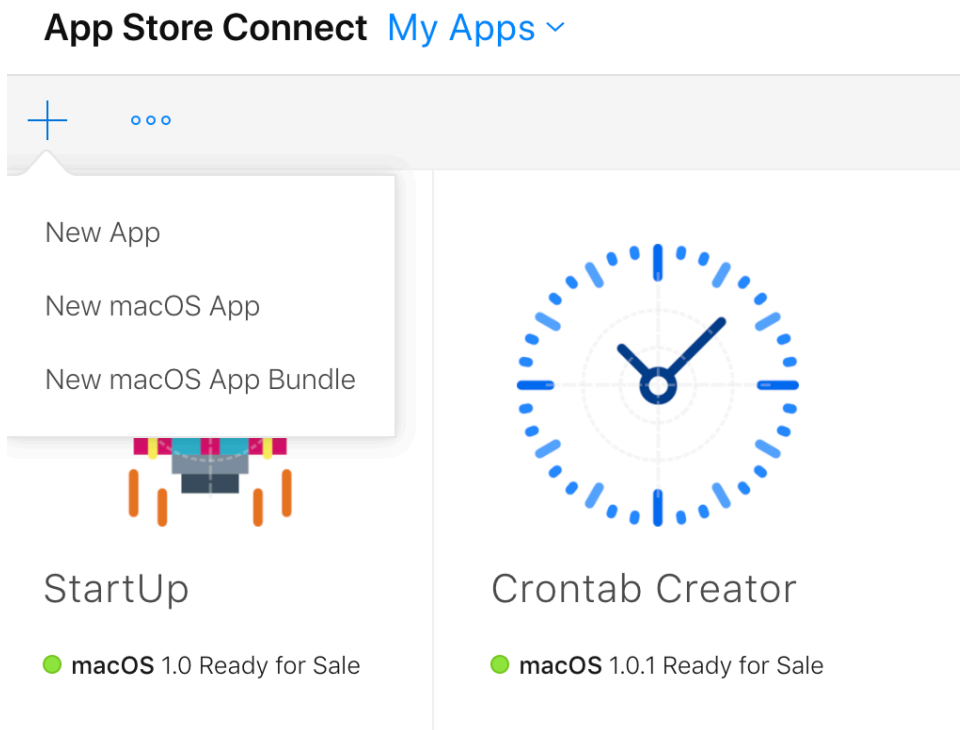 App Store Connect My Apps
New App
New macOS App
New macOS App Bundle
StartUp
macOS 1.0 Ready for Sale
Crontab Creator
macOS 1.0.1 Ready for Sale